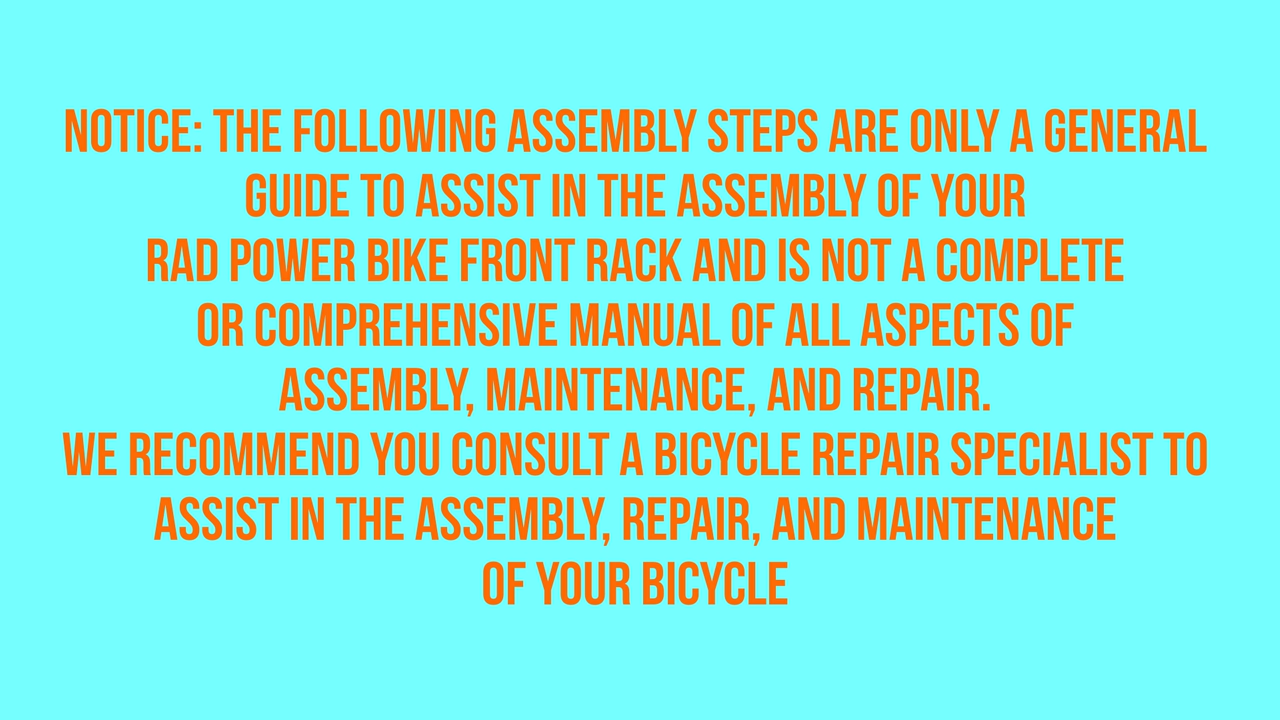 NOTICE: THE FOLLOWING ASSEMBLY STEPS ARE ONLY A GENERAL
GUIDE TO ASSIST IN THE ASSEMBLY OF YOUR
RAD POWER BIKE FRONT RACK AND IS NOT A COMPLETE
OR COMPREHENSIVE MANUAL OF ALL ASPECTS OF
ASSEMBLY, MAINTENANCE, AND REPAIR.
WE RECOMMEND YOU CONSULT A BICYCLE REPAIR SPECIALIST TO
ASSIST IN THE ASSEMBLY, REPAIR, AND MAINTENANCE
OF YOUR BICYCLE